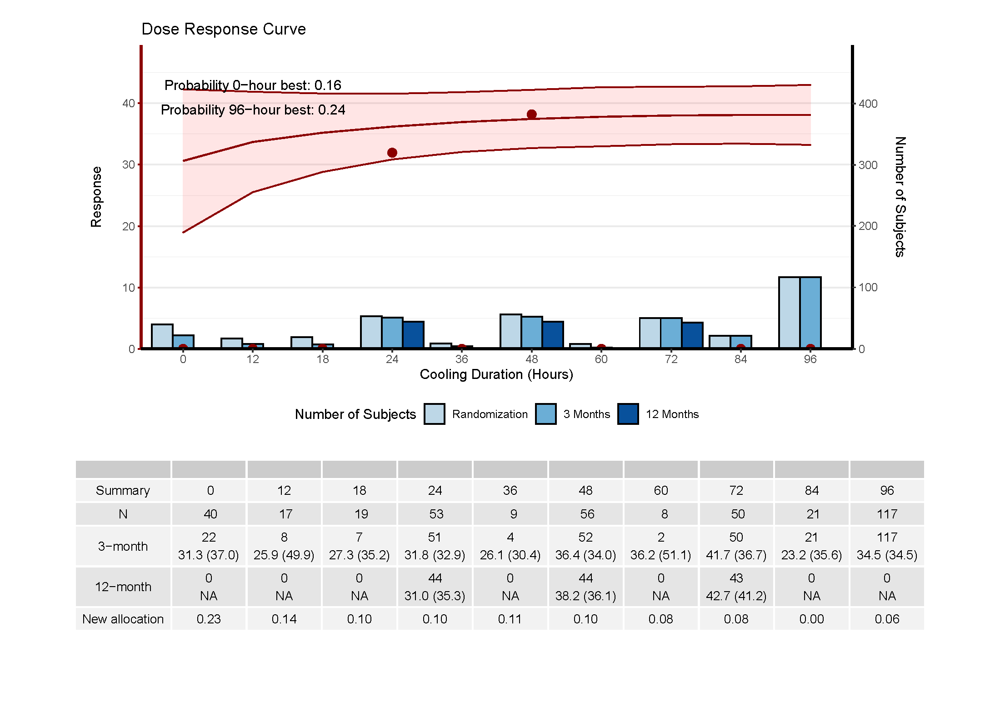 Dose Response Curve
Probability 0−hour best: 0.16
Probability 96−hour best: 0.24
Response
40
30
20
10
0
400
300
200
100
0
Number of Subjects
0 12 18 24 36 48 60 72 84 96
Cooling Duration (Hours)
Number of Subjects Randomization 3 Months 12 Months
Summary 0 12 18 24 36 48 60 72 84 96
N 40 17 19 53 9 56 8 50 21 117
3−month
22 8 7 51 4 52 2 50 21 117
31.3 (37.0) 25.9 (49.9) 27.3 (35.2) 31.8 (32.9) 26.1 (30.4) 36.4 (34.0) 36.2 (51.1) 41.7 (36.7) 23.2 (35.6) 34.5 (34.5)
12−month
0 0 0 44 0 44 0 43 0 0
NA NA NA 31.0 (35.3) NA 38.2 (36.1) NA 42.7 (41.2) NA NA
New allocation 0.23 0.14 0.10 0.10 0.11 0.10 0.08 0.08 0.00 0.06